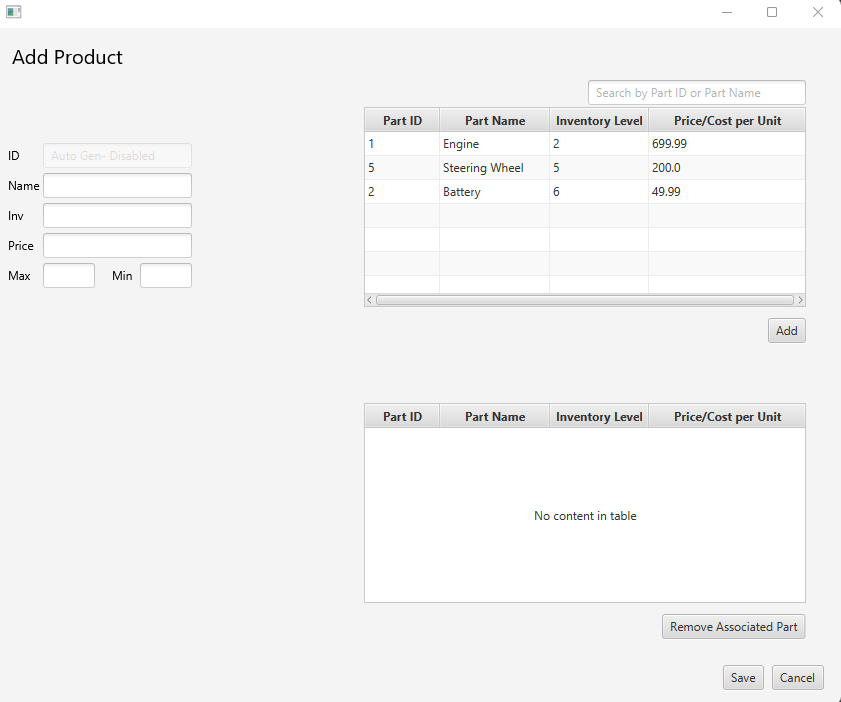 Add Product
Search by Part ID or Part Name
Part ID Part Name Inventory Level Price/Cost per Unit
1 Engine 2 699.99
5 Steering Wheel 5 200.0
2 Battery 6 49.99
ID Auto Gen- Disabled
Name
Inv
Price
Max Min
Add
Part ID Part Name Inventory Level Price/Cost per Unit
No content in table
Remove Associated Part
Save Cancel